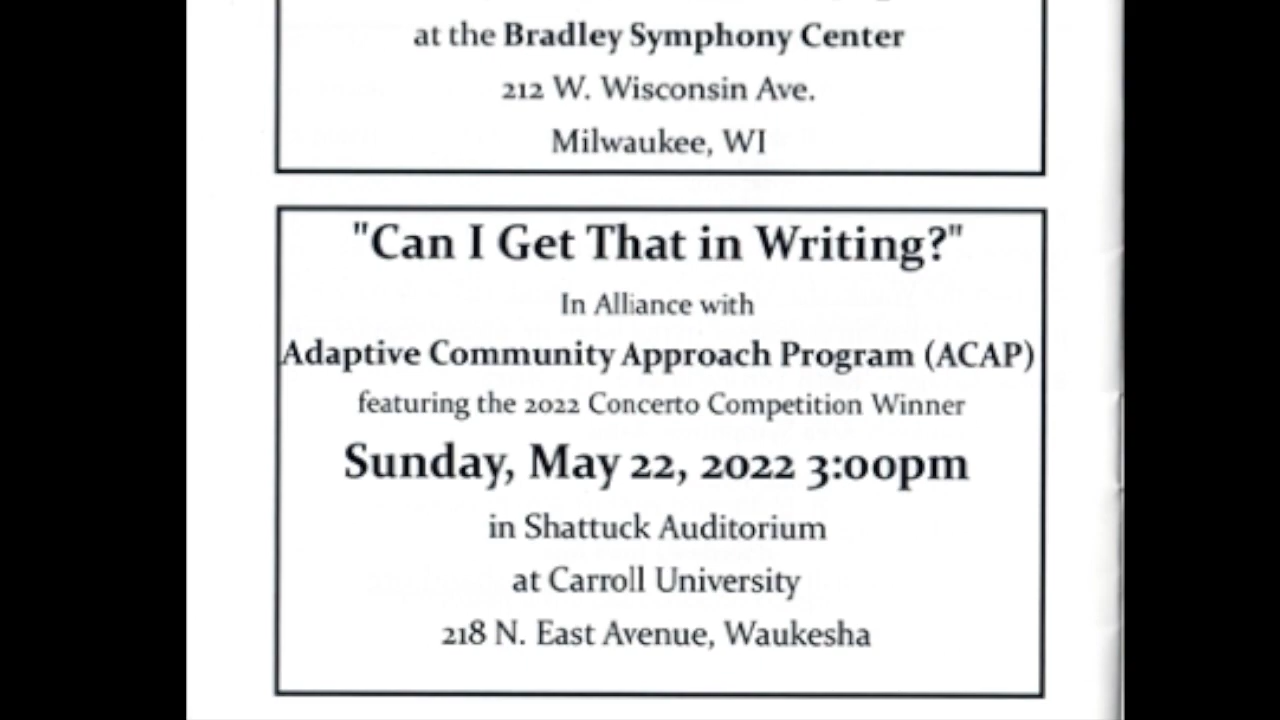 at the Bradley Symphony Center
212 W. Wisconsin Ave.
Milwaukee, WI
"Can I Get That in Writing?"
In Alliance with
Adaptive Community Approach Program (ACAP)
featuring the 2022 Concerto Competition Winner
Sunday, May 22, 2022 3:00pm
in Shattuck Auditorium
at Carroll University
218 N. East Avenue, Waukesha